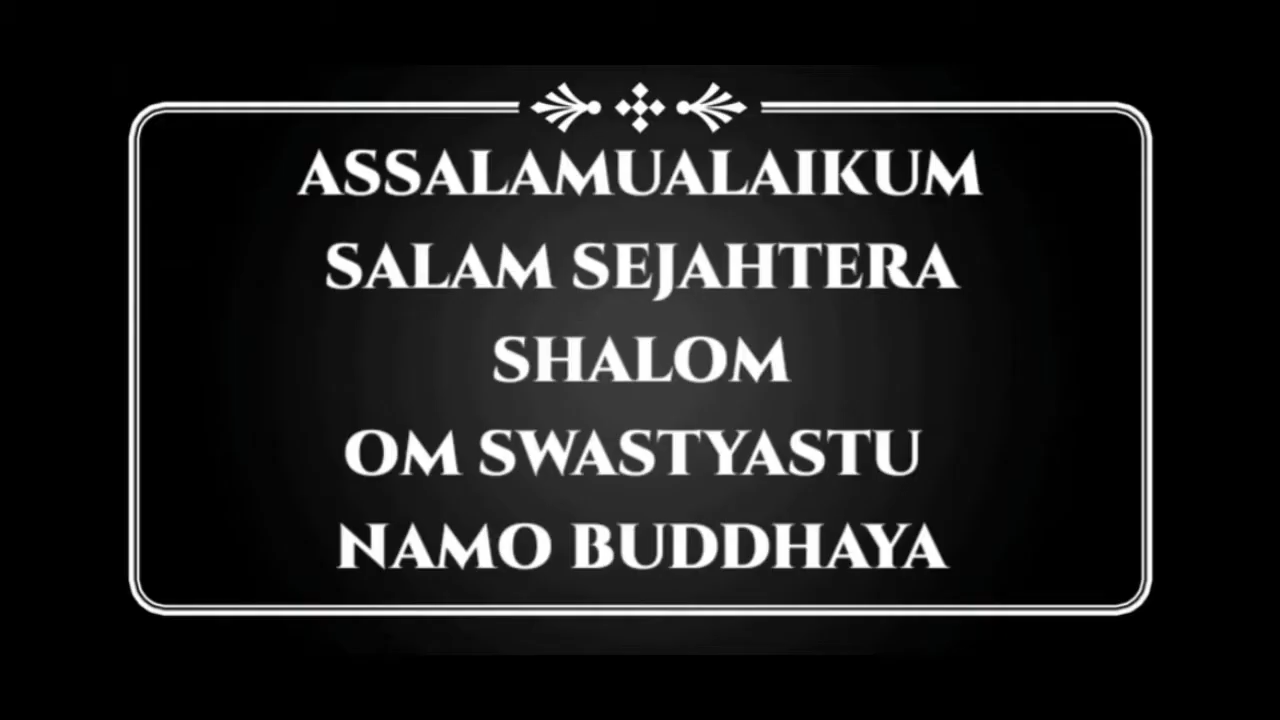 ASSALAMUALAIKUM
SALAM SEJAHTERA
SHALOM
OM SWASTYASTU
NAMO BUDDHAYA